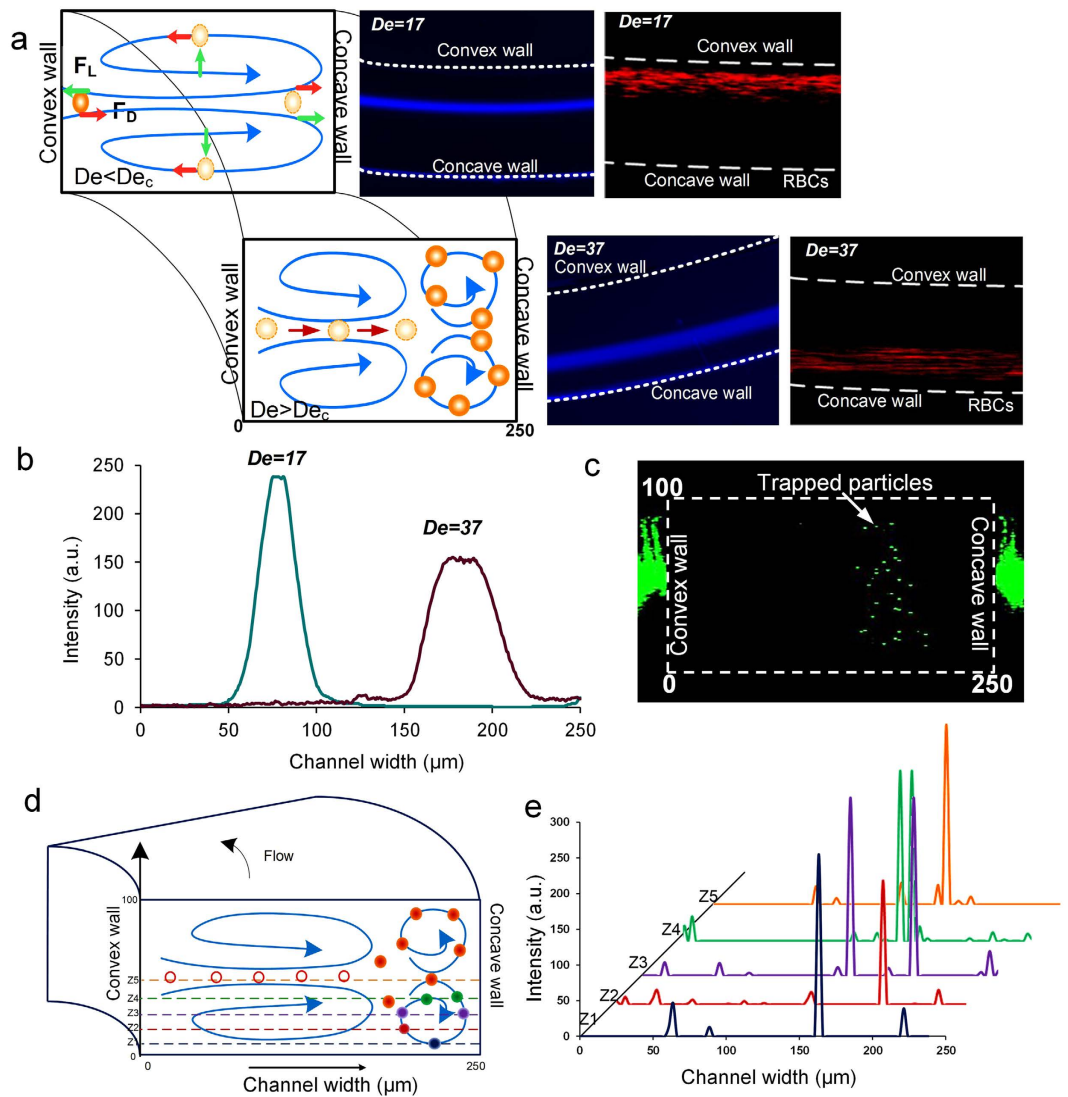 a
Convex wall
F_L
F_D
De<De_c
Concave wall
De=17
Convex wall
Concave wall
De=17
Convex wall
Concave wall
RBCs
Convex wall
De>De_c
Concave wall
0
250
De=37
Convex wall
Concave wall
De=37
Convex wall
Concave wall
RBCs
b
De=17
De=37
Intensity (a.u.)
250
200
150
100
50
0
0 50 100 150 200 250
Channel width (µm)
c
Trapped particles
100
Convex wall
Concave wall
0
250
d
Flow
100
Convex wall
Concave wall
Z5
Z4
Z3
Z2
Z1
0
0
250
Channel width (µm)
e
Intensity (a.u.)
300
250
200
150
100
50
0
Z5
Z4
Z3
Z2
Z1
0 50 100 150 200 250
Channel width (µm)